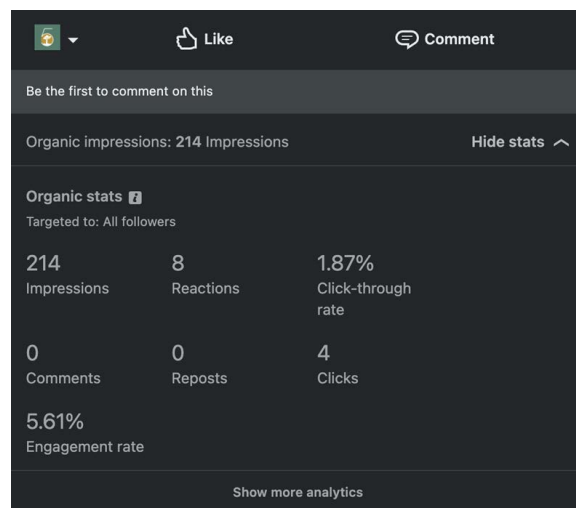 Like Comment
Be the first to comment on this
Organic impressions: 214 Impressions Hide stats
Organic stats
Targeted to: All followers
214 8 1.87%
Impressions Reactions Click-through
rate
0 0 4
Comments Reposts Clicks
5.61%
Engagement rate
Show more analytics